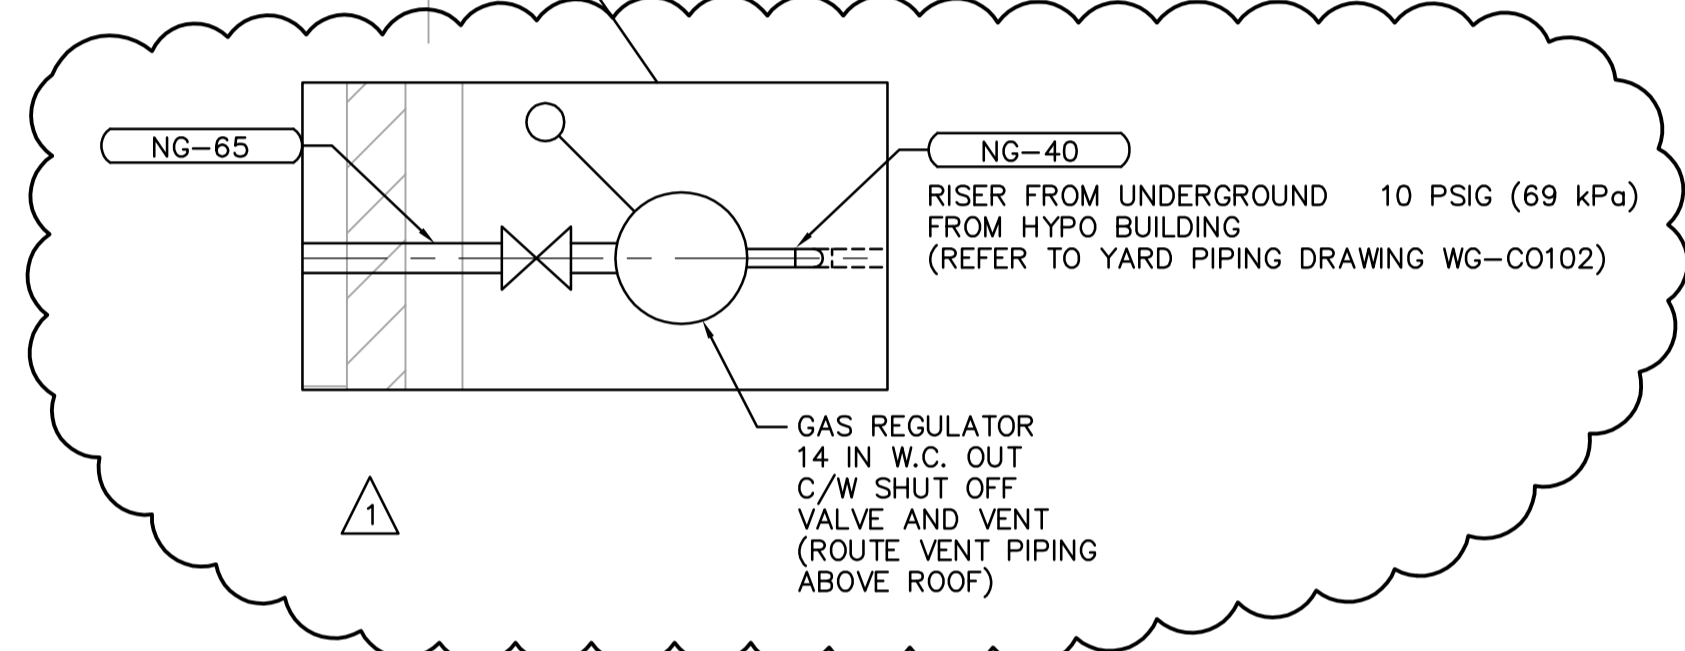 NG-65
NG-40
RISER FROM UNDERGROUND 10 PSIG (69 kPa)
FROM HYPO BUILDING
(REFER TO YARD PIPING DRAWING WG-CO102)
GAS REGULATOR
14 IN W.C. OUT
C/W SHUT OFF
VALVE AND VENT
(ROUTE VENT PIPING
ABOVE ROOF)
1